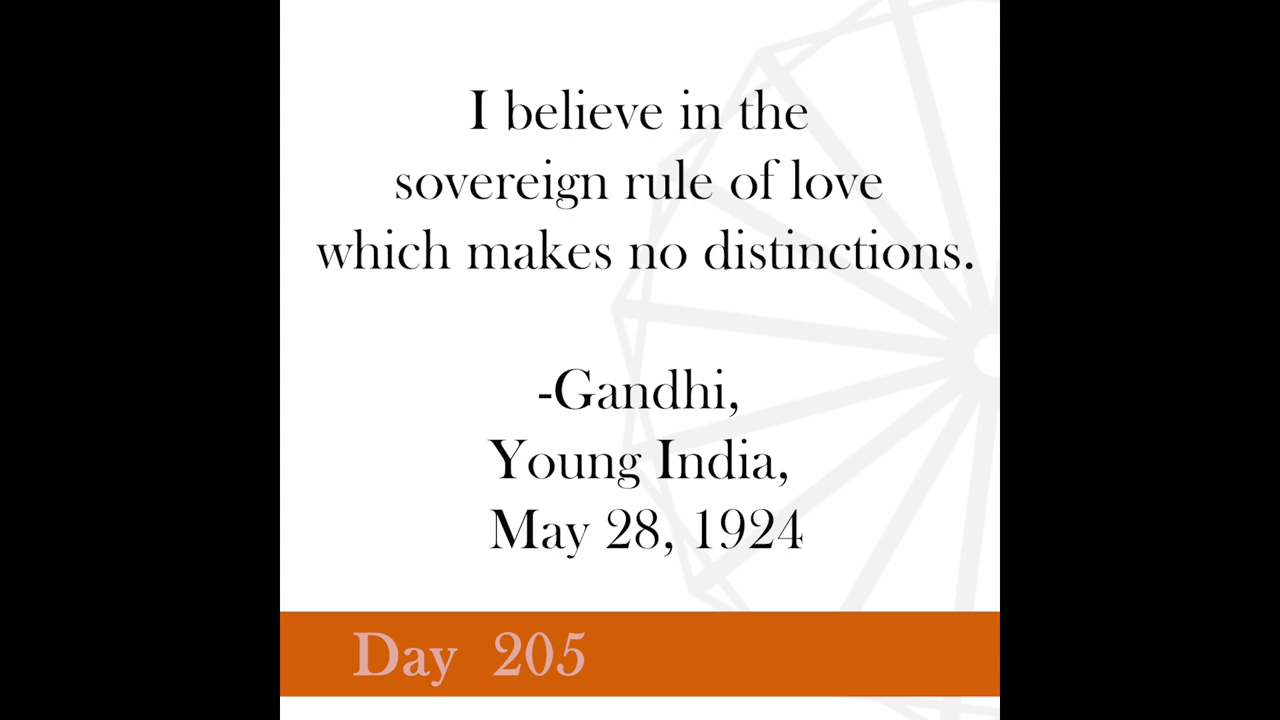 I believe in the
sovereign rule of love
which makes no distinctions.
-Gandhi,
Young India,
May 28, 1924
Day 205